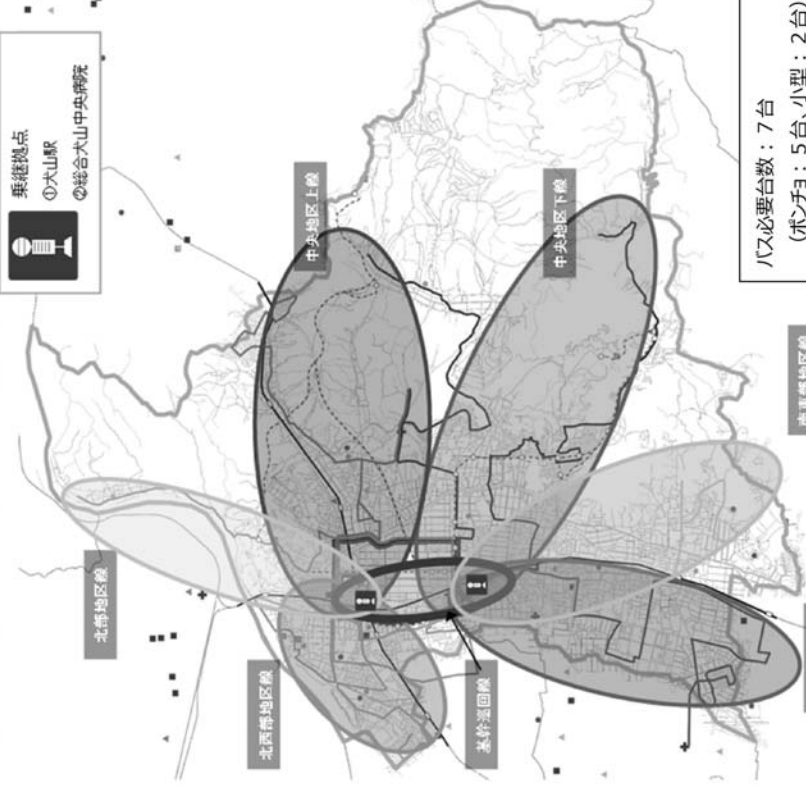 乗継拠点
①犬山駅
②総合犬山中央病院
中央地区上線
中央地区下線
北部地区線
北西部地区線
基幹巡回線
バス必要台数：７台
(ポンチョ：５台、小型：２台)